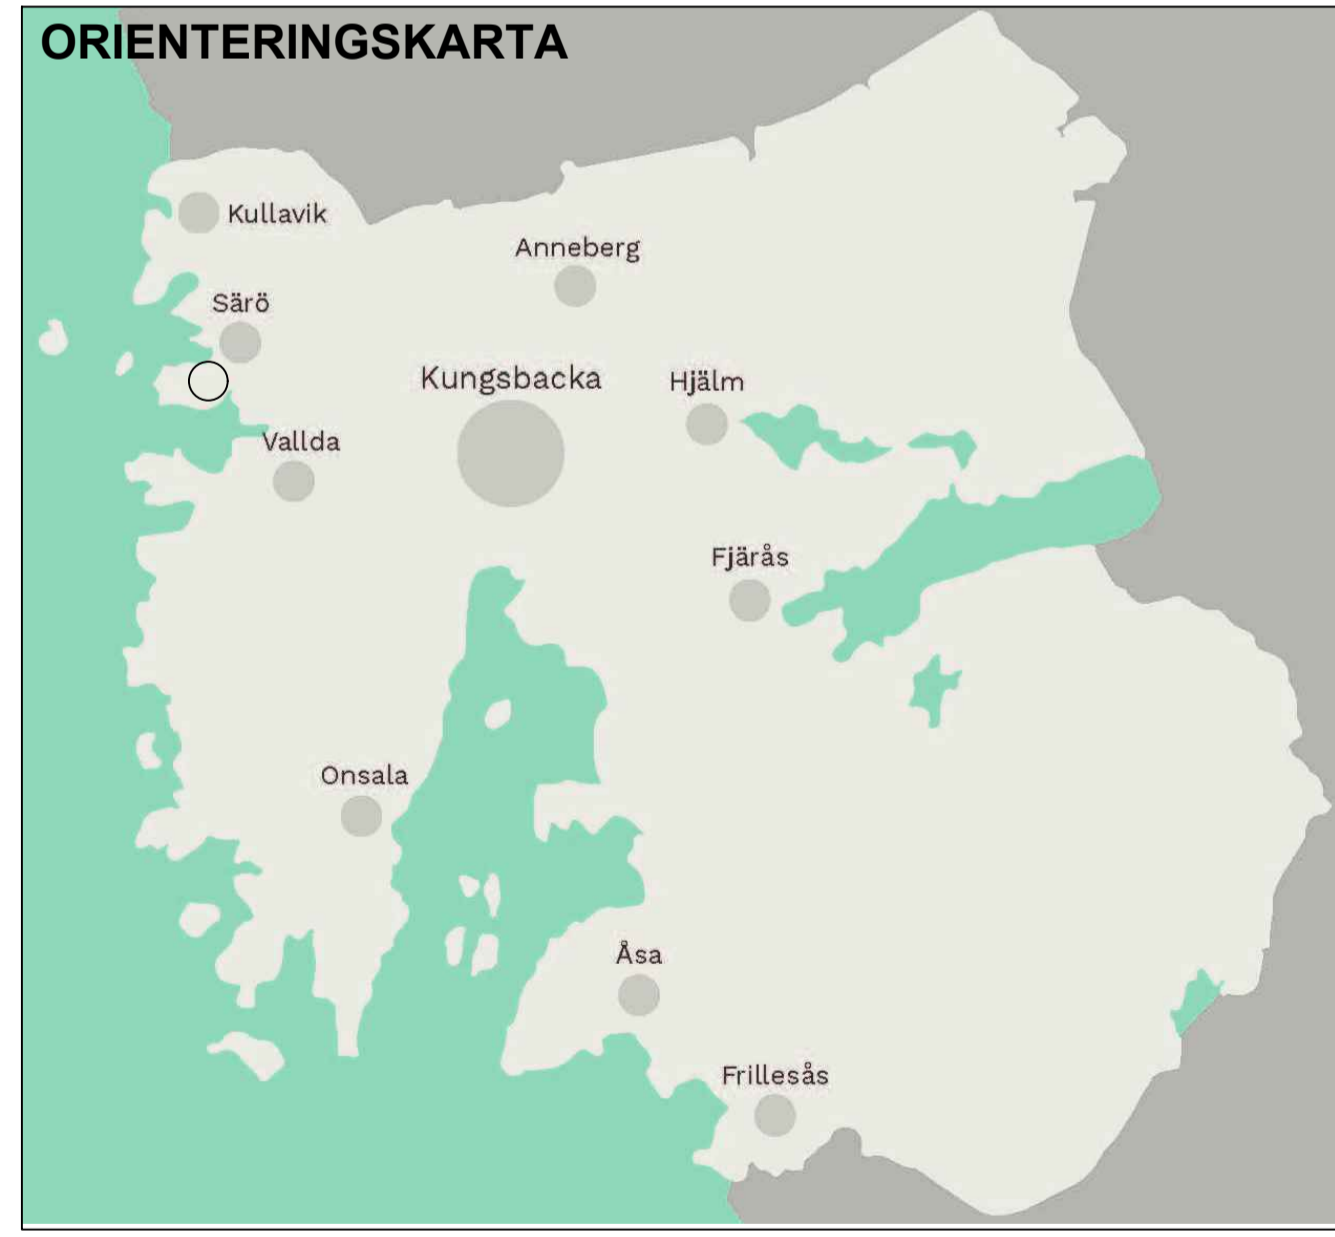 ORIENTERINGSKARTA
Kullavik
Anneberg
Särö
Kungsbacka
Hjälm
Vallda
Fjärås
Onsala
Åsa
Frillesås